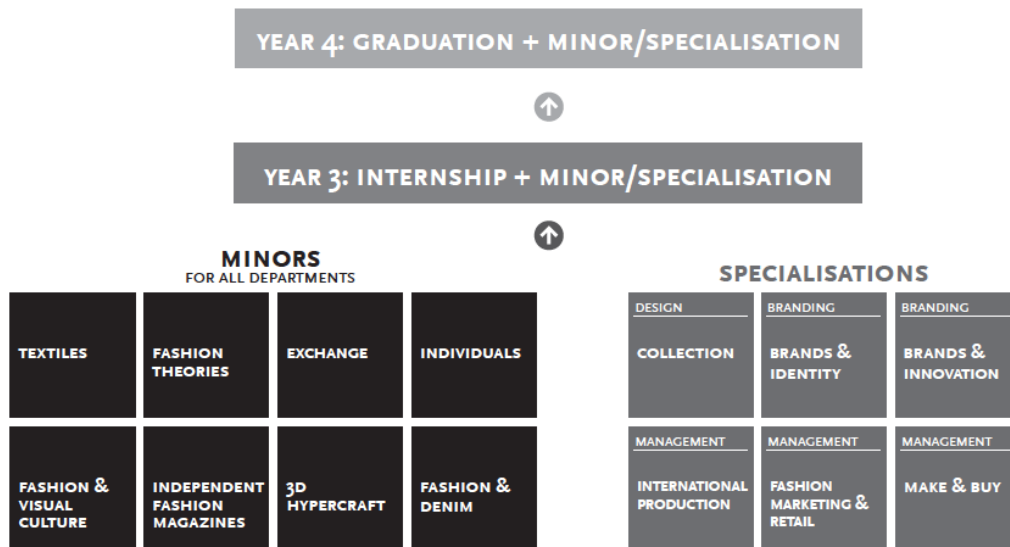 YEAR 4: GRADUATION + MINOR/SPECIALISATION
YEAR 3: INTERNSHIP + MINOR/SPECIALISATION
MINORS
FOR ALL DEPARTMENTS
TEXTILES
FASHION
THEORIES
EXCHANGE
INDIVIDUALS
FASHION &
VISUAL
CULTURE
INDEPENDENT
FASHION
MAGAZINES
3D
HYPERCRAFT
FASHION &
DENIM
SPECIALISATIONS
DESIGN
COLLECTION
BRANDING
BRANDS &
IDENTITY
BRANDING
BRANDS &
INNOVATION
MANAGEMENT
INTERNATIONAL
PRODUCTION
MANAGEMENT
FASHION
MARKETING &
RETAIL
MANAGEMENT
MAKE & BUY